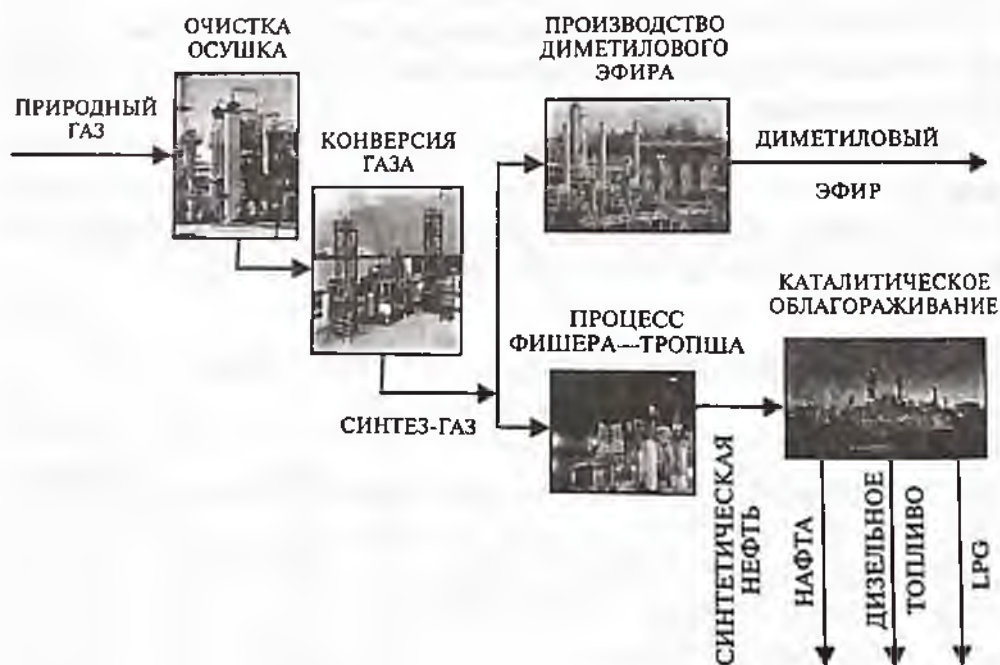 ОЧИСТКА
ОСУШКА
ПРИРОДНЫЙ
ГАЗ
КОНВЕРСИЯ
ГАЗА
ПРОИЗВОДСТВО
ДИМЕТИЛОВОГО
ЭФИРА
ДИМЕТИЛОВЫЙ
ЭФИР
СИНТЕЗ-ГАЗ
ПРОЦЕСС
ФИШЕРА—ТРОПША
КАТАЛИТИЧЕСКОЕ
ОБЛАГОРАЖИВАНИЕ
СИНТЕТИЧЕСКАЯ
НЕФТЬ
НАФТА
ДИЗЕЛЬНОЕ
ТОПЛИВО
LPG